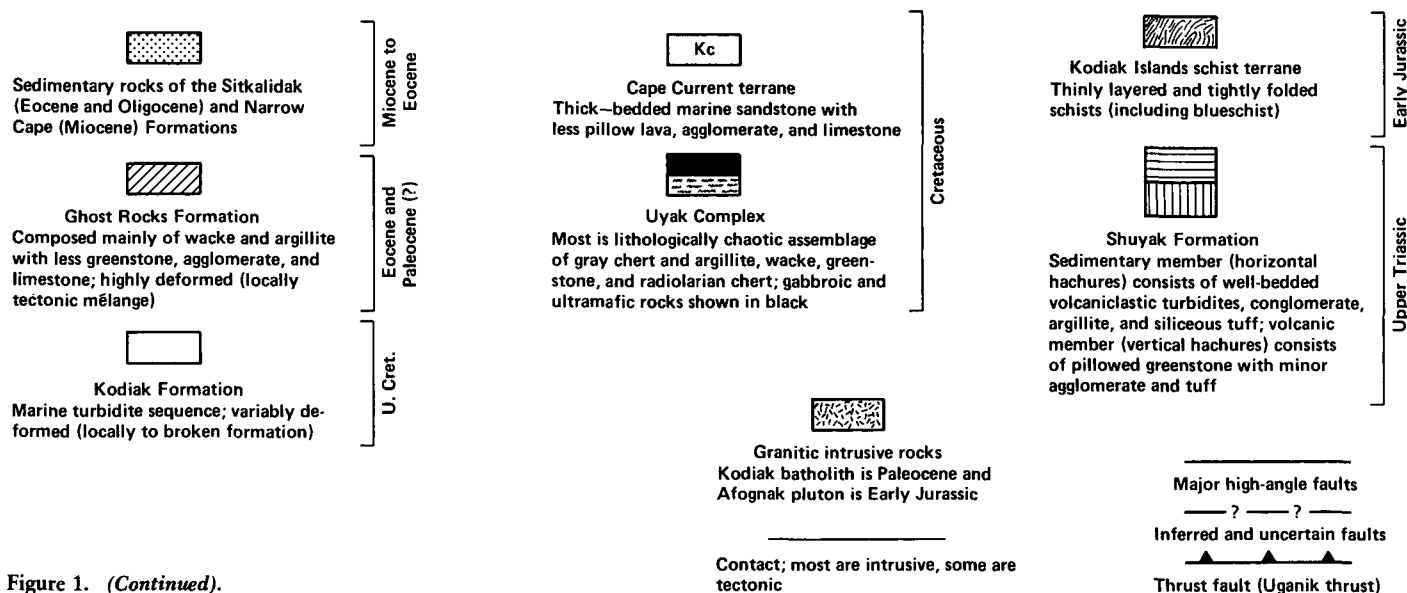 Sedimentary rocks of the Sitkalidak
(Eocene and Oligocene) and Narrow
Cape (Miocene) Formations
Miocene to
Eocene
Ghost Rocks Formation
Composed mainly of wacke and argillite
with less greenstone, agglomerate, and
limestone; highly deformed (locally
tectonic mélange)
Eocene and
Paleocene (?)
Kodiak Formation
Marine turbidite sequence; variably de-
formed (locally to broken formation)
U. Cret.
Kc
Cape Current terrane
Thick—bedded marine sandstone with
less pillow lava, agglomerate, and limestone
Uyak Complex
Most is lithologically chaotic assemblage
of gray chert and argillite, wacke, green-
stone, and radiolarian chert; gabbroic and
ultramafic rocks shown in black
Cretaceous
Granitic intrusive rocks
Kodiak batholith is Paleocene and
Afognak pluton is Early Jurassic
Contact; most are intrusive, some are
tectonic
Kodiak Islands schist terrane
Thinly layered and tightly folded
schists (including blueschist)
Early Jurassic
Shuyak Formation
Sedimentary member (horizontal
hachures) consists of well-bedded
volcaniclastic turbidites, conglomerate,
argillite, and siliceous tuff; volcanic
member (vertical hachures) consists
of pillowed greenstone with minor
agglomerate and tuff
Upper Triassic
Major high-angle faults
? ?
Inferred and uncertain faults
Thrust fault (Uganik thrust)
Figure 1. (Continued).